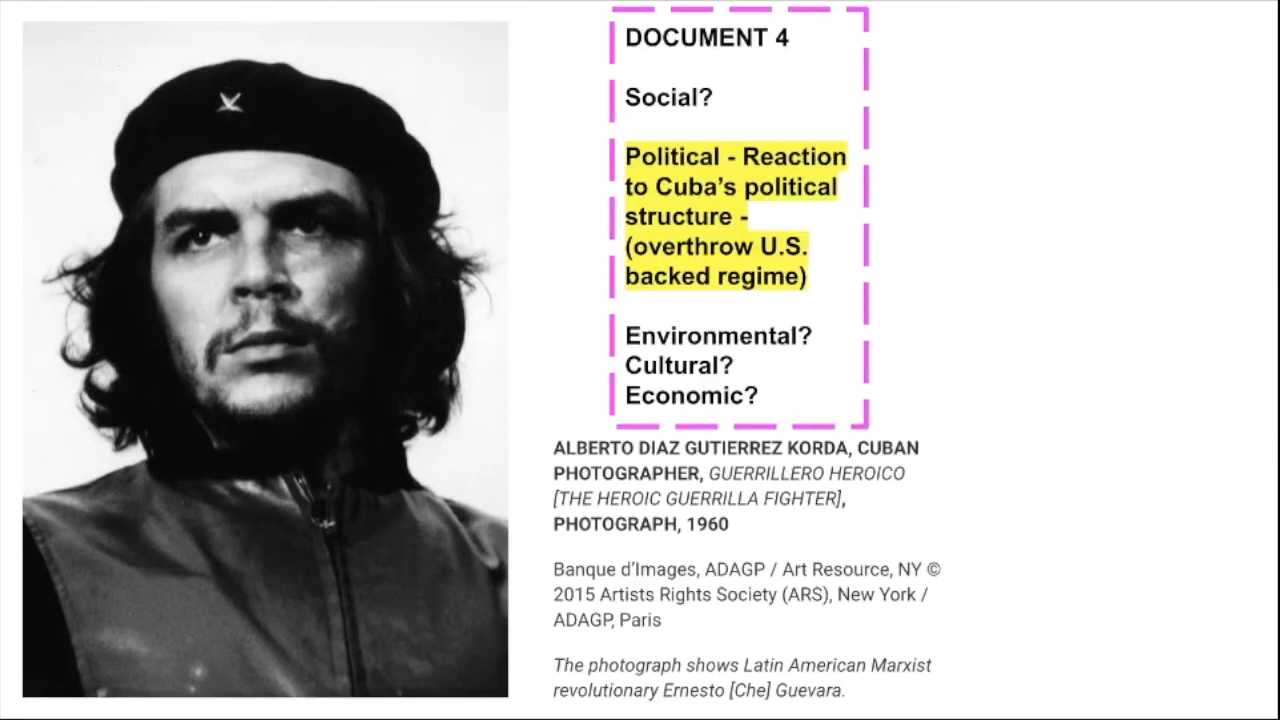 DOCUMENT 4
Social?
Political - Reaction
to Cuba’s political
structure -
(overthrow U.S.
backed regime)
Environmental?
Cultural?
Economic?
ALBERTO DIAZ GUTIERREZ KORDA, CUBAN
PHOTOGRAPHER, GUERRILLERO HEROICO
[THE HEROIC GUERRILLA FIGHTER],
PHOTOGRAPH, 1960
Banque d’Images, ADAGP / Art Resource, NY ©
2015 Artists Rights Society (ARS), New York /
ADAGP, Paris
The photograph shows Latin American Marxist
revolutionary Ernesto [Che] Guevara.